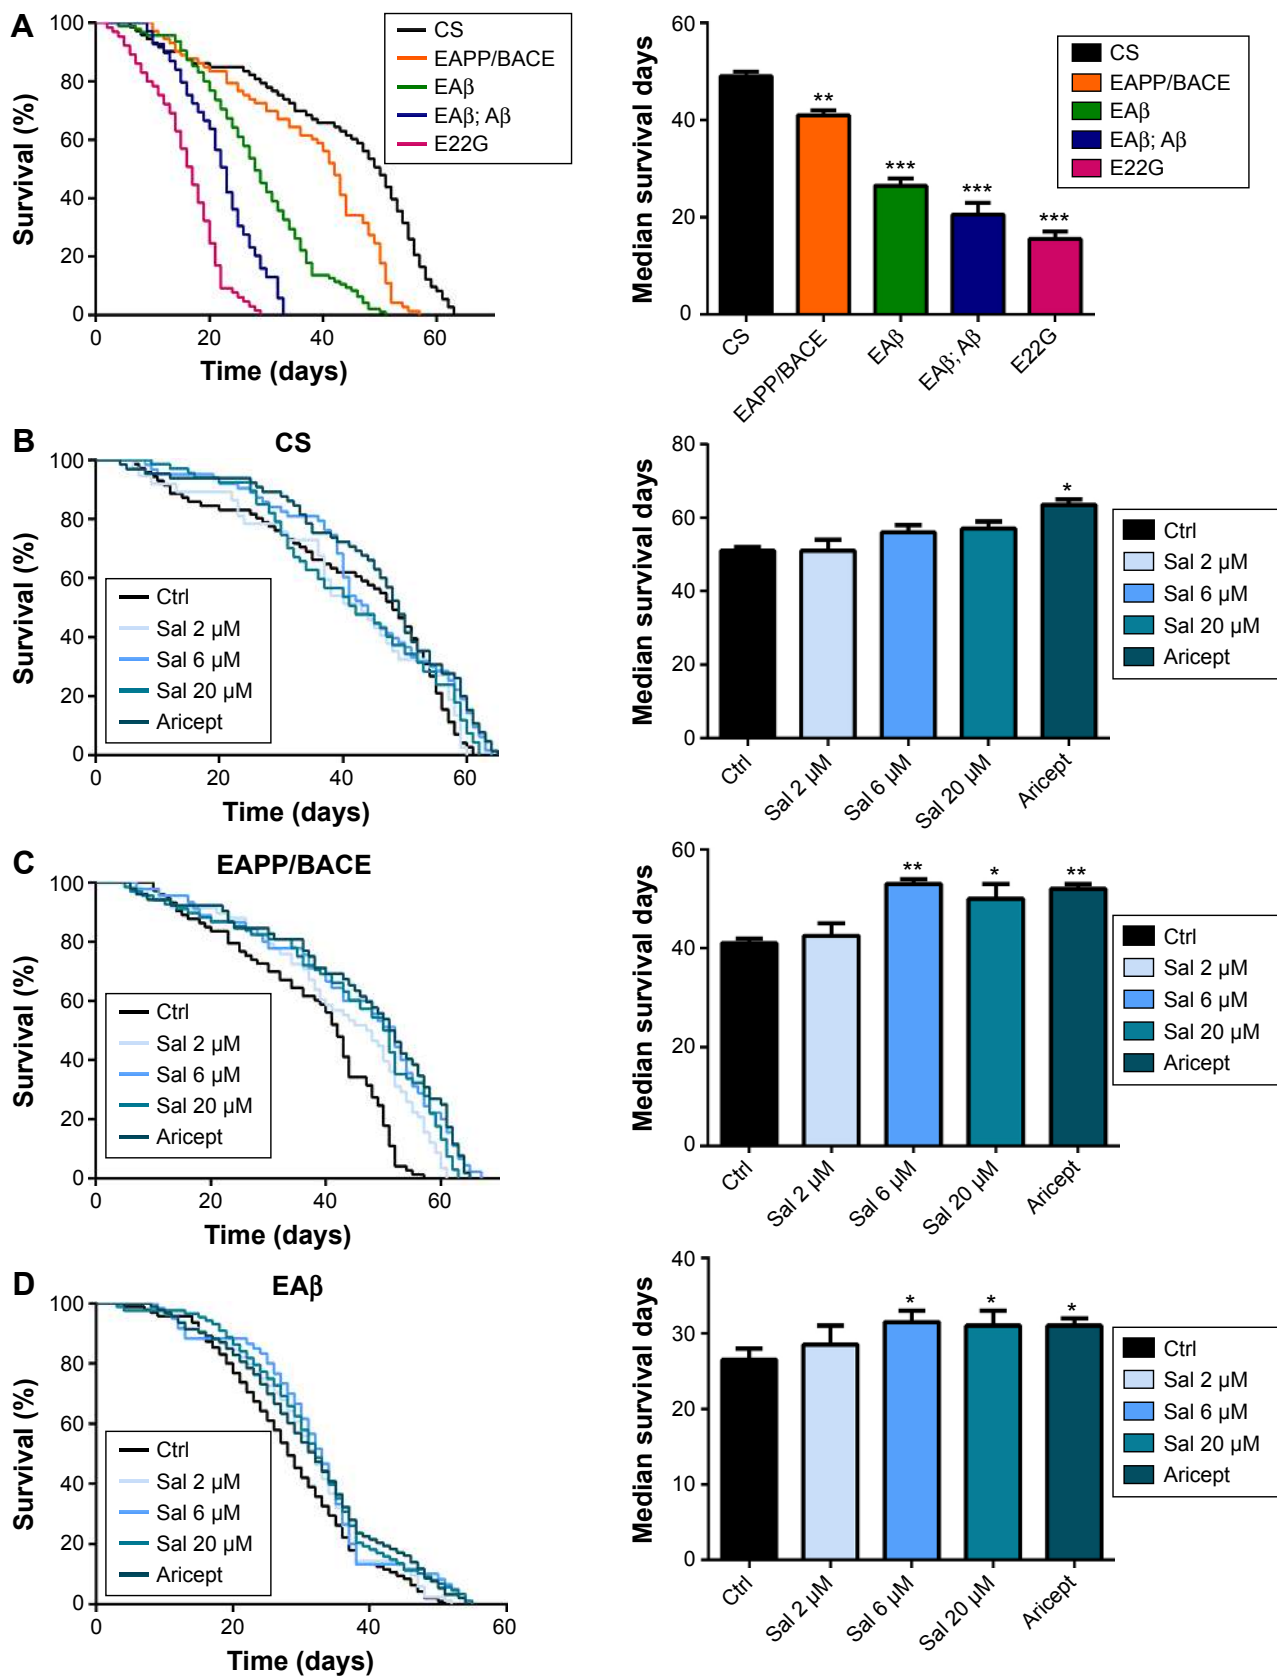 A
Survival (%)
100
80
60
40
20
0
0
20
40
60
Time (days)
CS
EAPP/BACE
EAβ
EAβ; Aβ
E22G
Median survival days
60
40
20
0
**
***
***
***
CS
EAPP/BACE
EAβ
EAβ; Aβ
E22G
CS
EAPP/BACE
EAβ
EAβ; Aβ
E22G
B
CS
Survival (%)
100
80
60
40
20
0
0
20
40
60
Time (days)
Ctrl
Sal 2 µM
Sal 6 µM
Sal 20 µM
Aricept
Median survival days
80
60
40
20
0
*
Ctrl
Sal 2 µM
Sal 6 µM
Sal 20 µM
Aricept
Ctrl
Sal 2 µM
Sal 6 µM
Sal 20 µM
Aricept
C
EAPP/BACE
Survival (%)
100
80
60
40
20
0
0
20
40
60
Time (days)
Ctrl
Sal 2 µM
Sal 6 µM
Sal 20 µM
Aricept
Median survival days
60
40
20
0
**
*
**
Ctrl
Sal 2 µM
Sal 6 µM
Sal 20 µM
Aricept
Ctrl
Sal 2 µM
Sal 6 µM
Sal 20 µM
Aricept
D
EAβ
Survival (%)
100
80
60
40
20
0
0
20
40
60
Time (days)
Ctrl
Sal 2 µM
Sal 6 µM
Sal 20 µM
Aricept
Median survival days
40
30
20
10
0
*
*
*
Ctrl
Sal 2 µM
Sal 6 µM
Sal 20 µM
Aricept
Ctrl
Sal 2 µM
Sal 6 µM
Sal 20 µM
Aricept